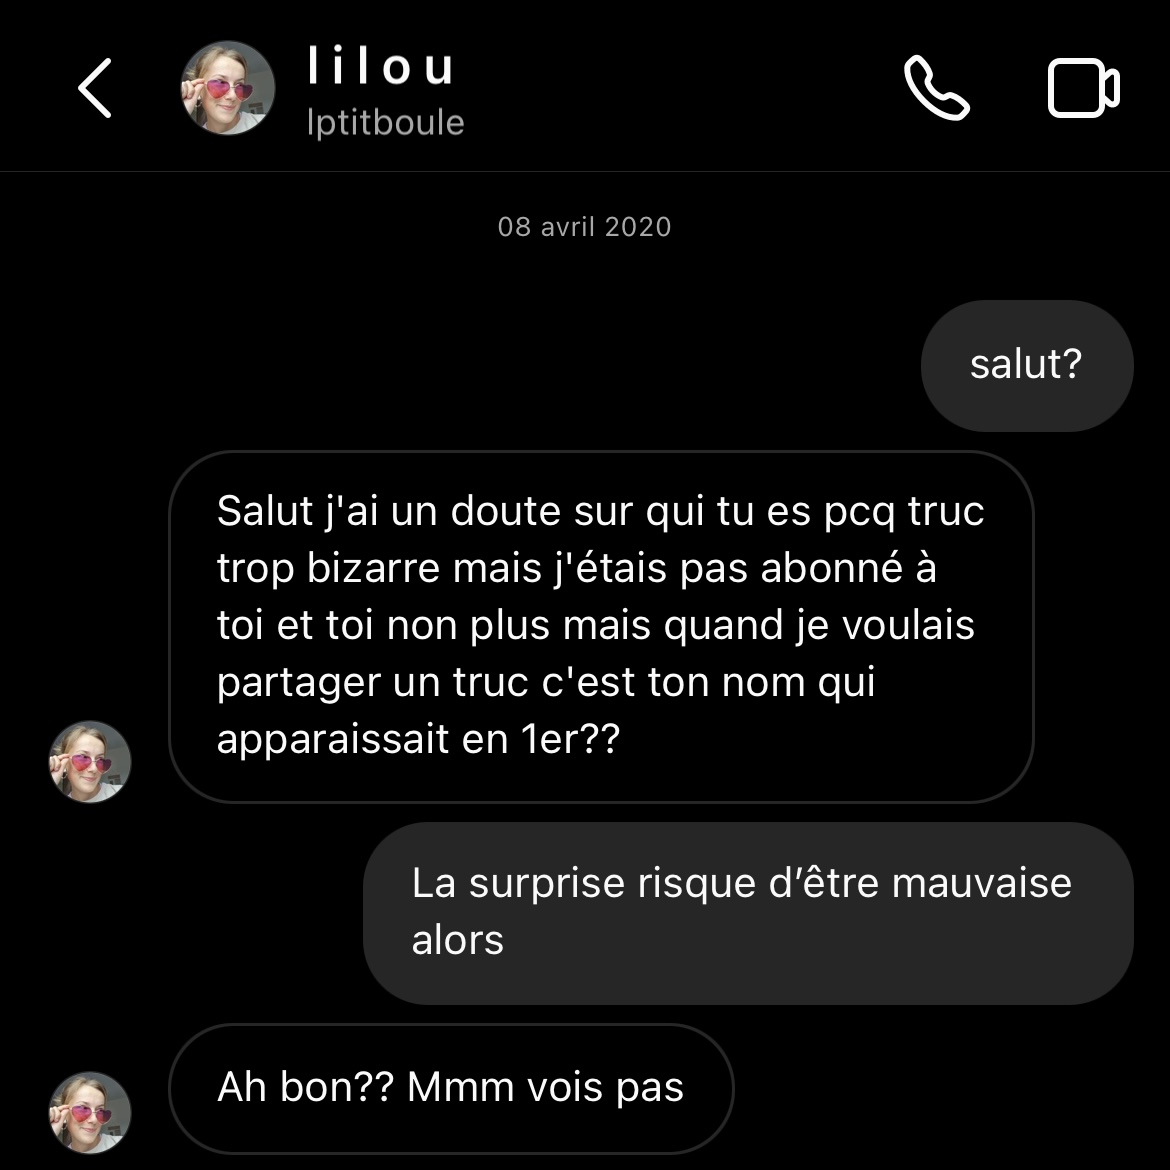 lilou
lptitboule
08 avril 2020
salut?
Salut j'ai un doute sur qui tu es pcq truc
trop bizarre mais j'étais pas abonné à
toi et toi non plus mais quand je voulais
partager un truc c'est ton nom qui
apparaissait en 1er??
La surprise risque d’être mauvaise
alors
Ah bon?? Mmm vois pas